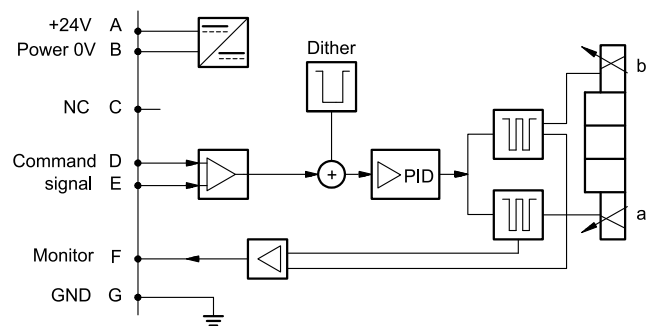 +24V A
Power 0V B
Dither
b
NC C
Command D
signal E
+
PID
a
Monitor F
GND G